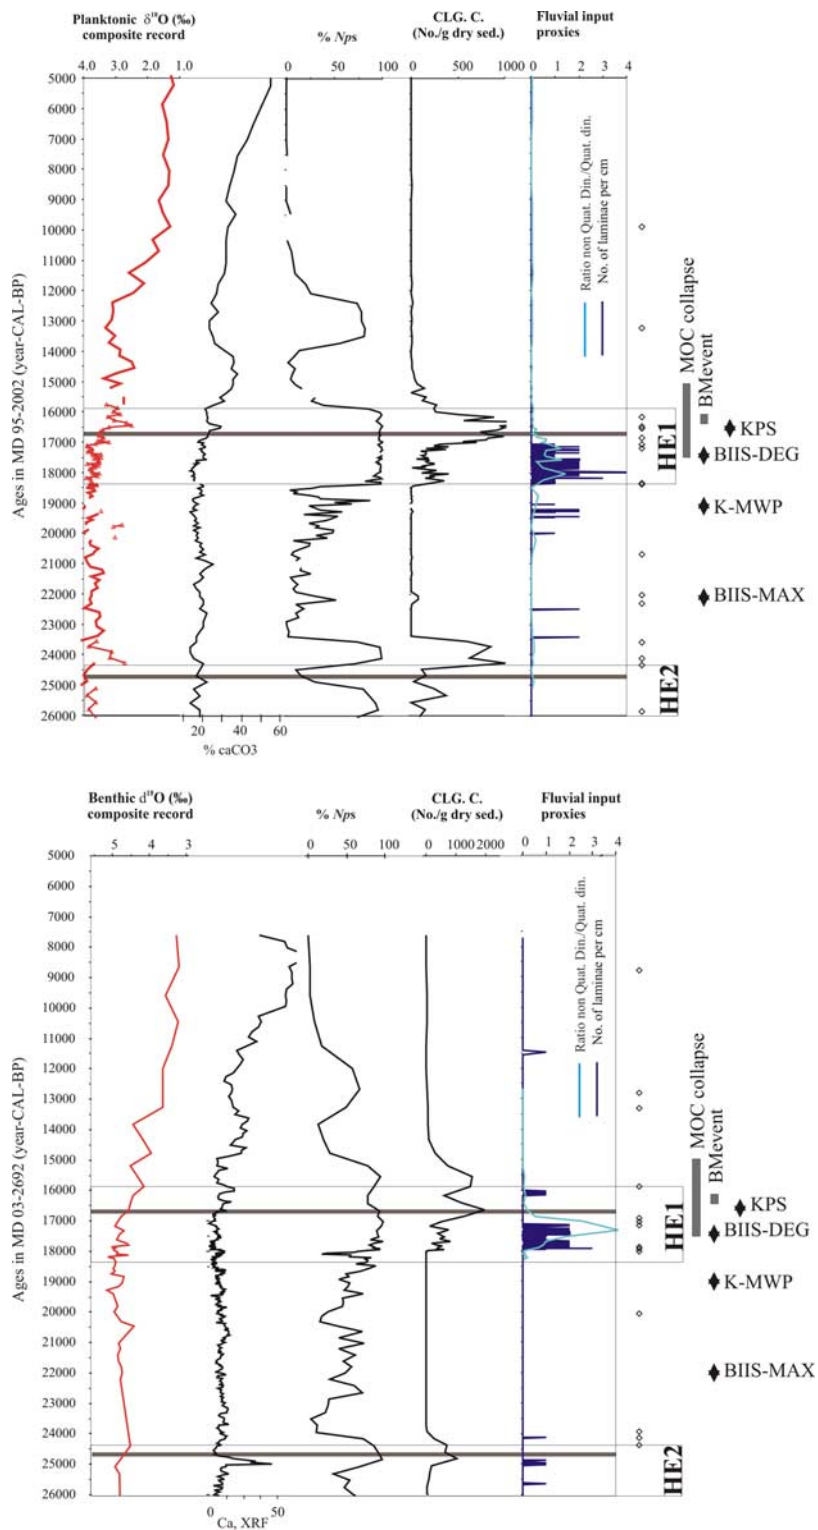 Planktonic δ¹⁸O (‰)
composite record
% Nps
CLG. C.
(No./g dry sed.)
Fluvial input
proxies
4.0 3.0 2.0 1.0
0 50 100
0 500 1000
0 1 2 3 4
Ages in MD 95-2002 (year-CAL-BP)
5000
6000
7000
8000
9000
10000
11000
12000
13000
14000
15000
16000
17000
18000
19000
20000
21000
22000
23000
24000
25000
26000
20 40 60
% caCO3
Ratio non Quat. Din./Quat. din.
No. of laminae per cm
HE1
HE2
MOC collapse
BMevent
KPS
BIIS-DEG
K-MWP
BIIS-MAX
Benthic d¹⁸O (‰)
composite record
% Nps
CLG. C.
(No./g dry sed.)
Fluvial input
proxies
5 4 3
0 50 100
0 1000 2000
0 1 2 3 4
Ages in MD 03-2692 (year-CAL-BP)
5000
6000
7000
8000
9000
10000
11000
12000
13000
14000
15000
16000
17000
18000
19000
20000
21000
22000
23000
24000
25000
26000
0 50
Ca, XRF
Ratio non Quat. Din./Quat. din.
No. of laminae per cm
HE1
HE2
MOC collapse
BMevent
KPS
BIIS-DEG
K-MWP
BIIS-MAX